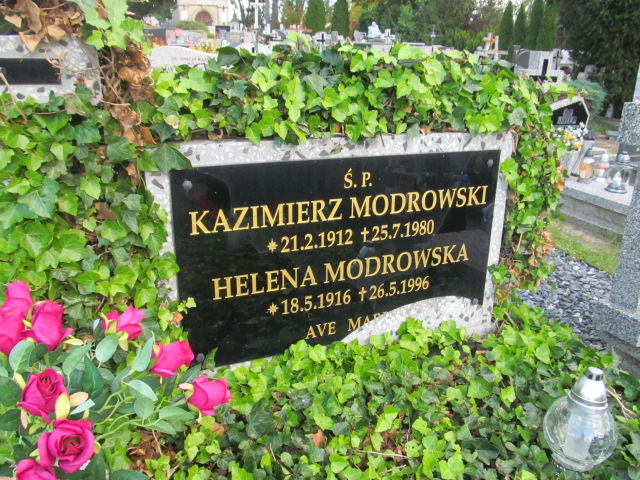 Ś. P.
KAZIMIERZ MODROWSKI
* 21.2.1912 † 25.7.1980
HELENA MODROWSKA
* 18.5.1916 † 26.5.1996
AVE